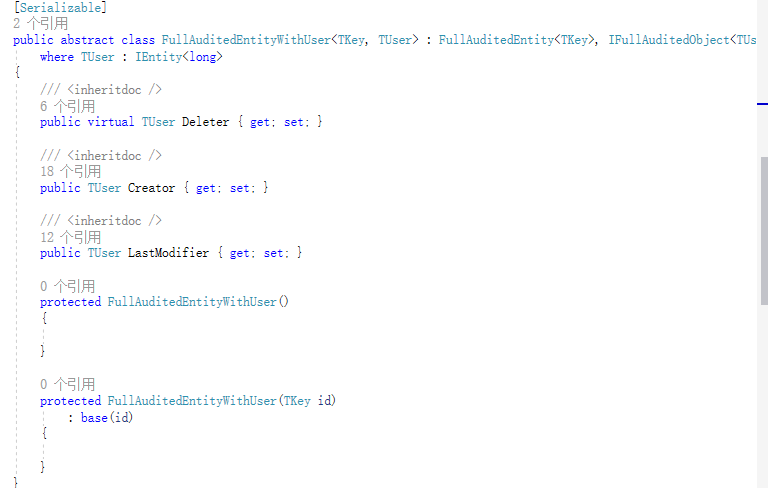 [Serializable]
2 个引用
public abstract class FullAuditedEntityWithUser<TKey, TUser> : FullAuditedEntity<TKey>, IFullAuditedObject<TUs
where TUser : IEntity<long>
{
/// <inheritdoc />
6 个引用
public virtual TUser Deleter { get; set; }
/// <inheritdoc />
18 个引用
public TUser Creator { get; set; }
/// <inheritdoc />
12 个引用
public TUser LastModifier { get; set; }
0 个引用
protected FullAuditedEntityWithUser()
{
}
0 个引用
protected FullAuditedEntityWithUser(TKey id)
: base(id)
{
}
}